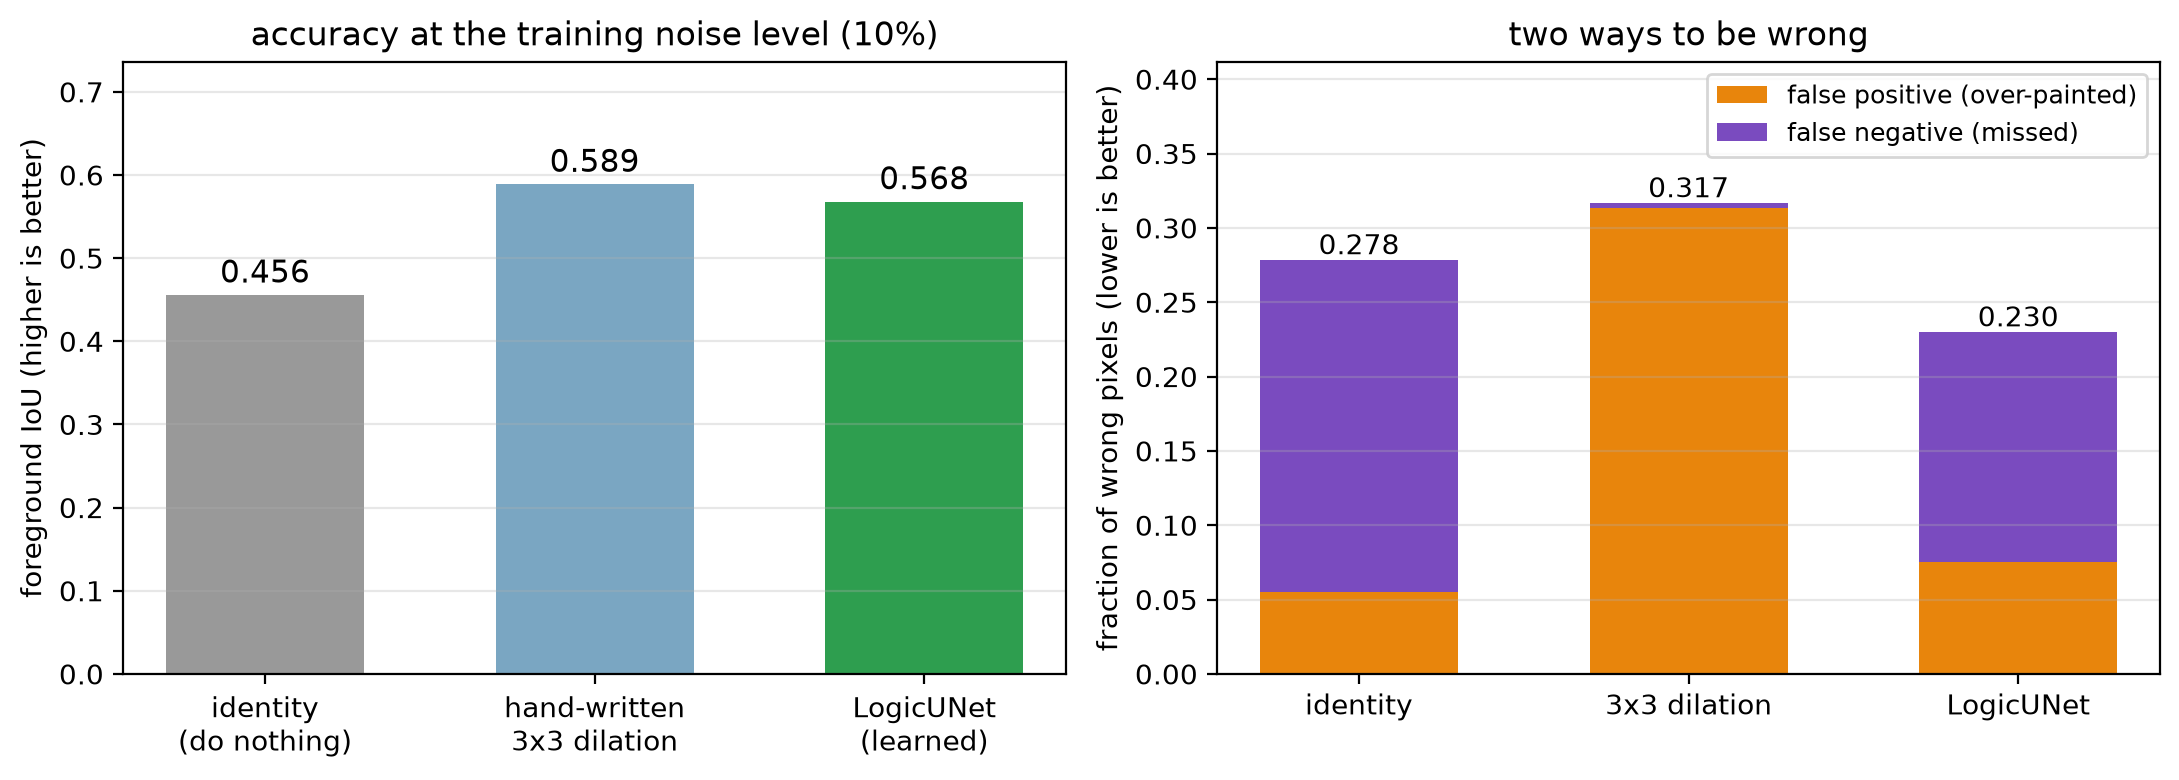 accuracy at the training noise level (10%)
foreground IoU (higher is better)
0.7
0.6
0.5
0.4
0.3
0.2
0.1
0.0
0.456
0.589
0.568
identity
(do nothing)
hand-written
3x3 dilation
LogicUNet
(learned)
two ways to be wrong
fraction of wrong pixels (lower is better)
0.40
0.35
0.30
0.25
0.20
0.15
0.10
0.05
0.00
false positive (over-painted)
false negative (missed)
0.278
0.317
0.230
identity
3x3 dilation
LogicUNet